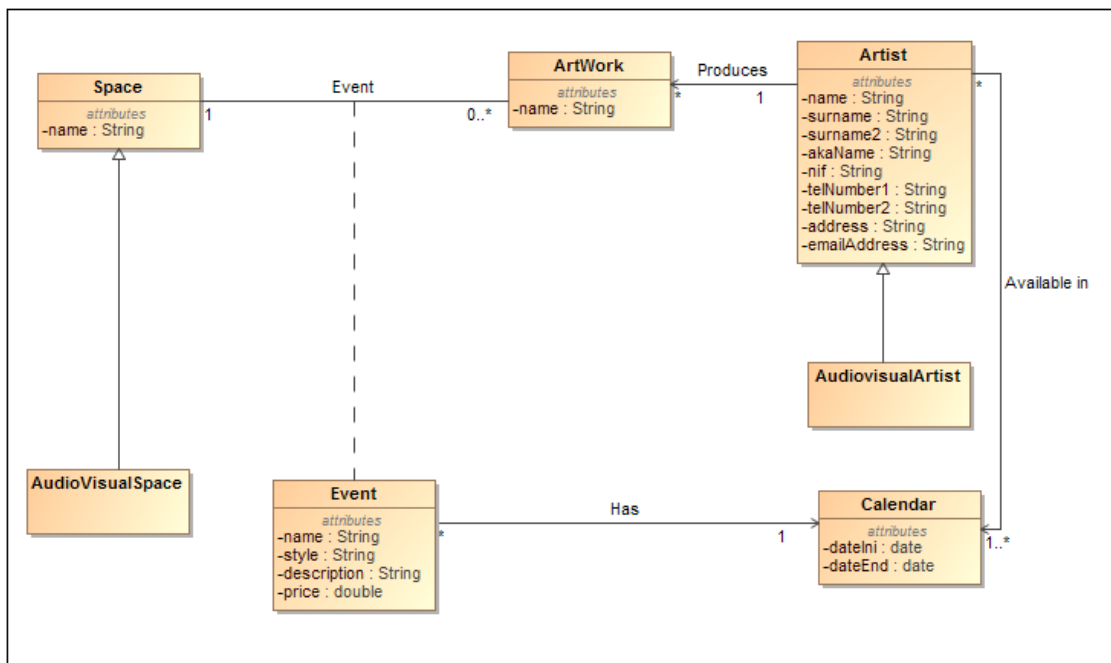 Space
attributes
-name : String
1
Event
0..*
ArtWork
attributes
-name : String
*
Produces
1
Artist
attributes
-name : String
-surname : String
-surname2 : String
-akaName : String
-nif : String
-telNumber1 : String
-telNumber2 : String
-address : String
-emailAddress : String
*
Available in
1..*
AudiovisualArtist
AudioVisualSpace
Event
attributes
-name : String
-style : String
-description : String
-price : double
*
Has
1
Calendar
attributes
-dateIni : date
-dateEnd : date